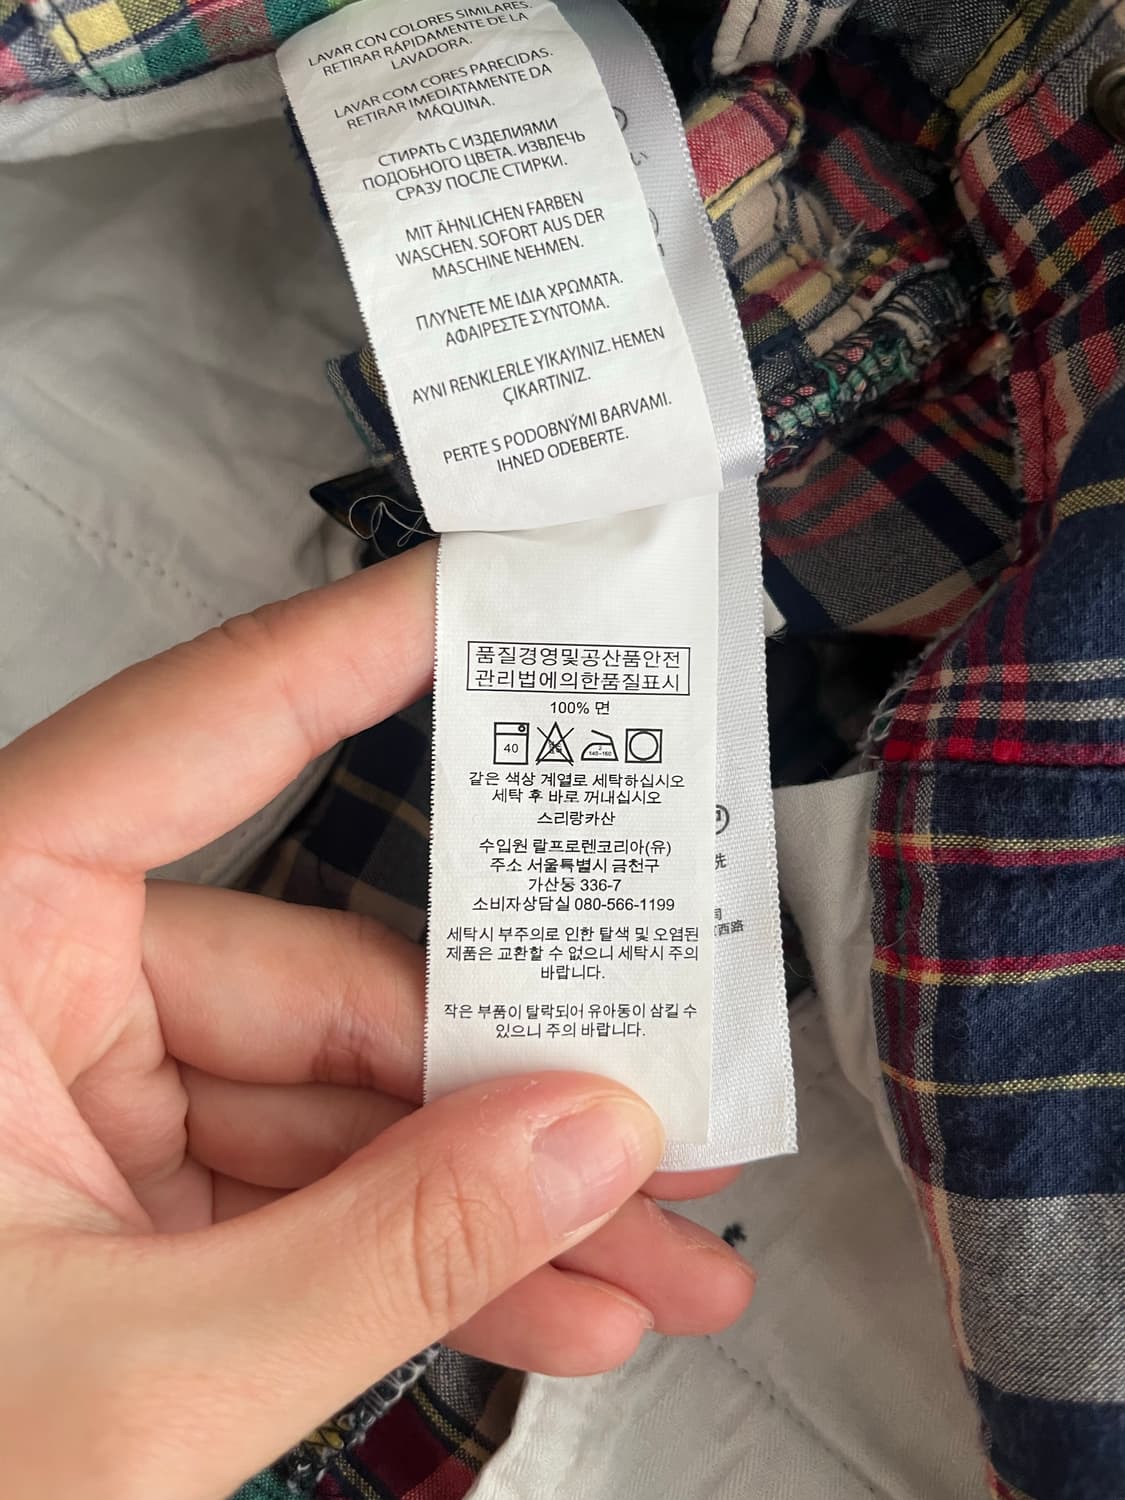 LAVAR CON COLORES SIMILARES.
RETIRAR RÁPIDAMENTE DE LA
LAVADORA.
LAVAR COM CORES PARECIDAS.
RETIRAR IMEDIATAMENTE DA
MÁQUINA.
СТИРАТЬ С ИЗДЕЛИЯМИ
ПОДОБНОГО ЦВЕТА. ИЗВЛЕЧЬ
СРАЗУ ПОСЛЕ СТИРКИ.
MIT ÄHNLICHEN FARBEN
WASCHEN. SOFORT AUS DER
MASCHINE NEHMEN.
ΠΛΥΝΕΤΕ ΜΕ ΙΔΙΑ ΧΡΩΜΑΤΑ.
ΑΦΑΙΡΕΣΤΕ ΣΥΝΤΟΜΑ.
AYNI RENKLERLE YIKAYINIZ. HEMEN
ÇIKARTINIZ.
PERTE S PODOBNÝMI BARVAMI.
IHNED ODEBERTE.
품질경영및공산품안전
관리법에의한품질표시
100% 면
40
2
140~160
같은 색상 계열로 세탁하십시오
세탁 후 바로 꺼내십시오
스리랑카산
수입원 랄프로렌코리아(유)
주소 서울특별시 금천구
가산동 336-7
소비자상담실 080-566-1199
세탁시 부주의로 인한 탈색 및 오염된
제품은 교환할 수 없으니 세탁시 주의
바랍니다.
작은 부품이 탈락되어 유아동이 삼킬 수
있으니 주의 바랍니다.
洗
司
西路